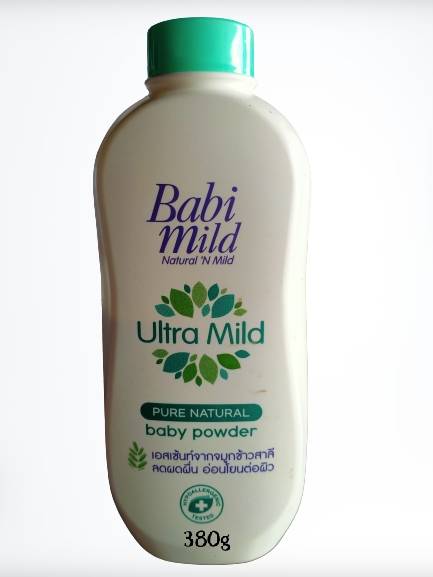 Babi
mild
Natural 'N Mild
Ultra Mild
PURE NATURAL
baby powder
เอสเซ้นท์จากจมูกข้าวสาลี
ลดผดผื่น อ่อนโยนต่อผิว
HYPOALLERGENIC
TESTED
380g